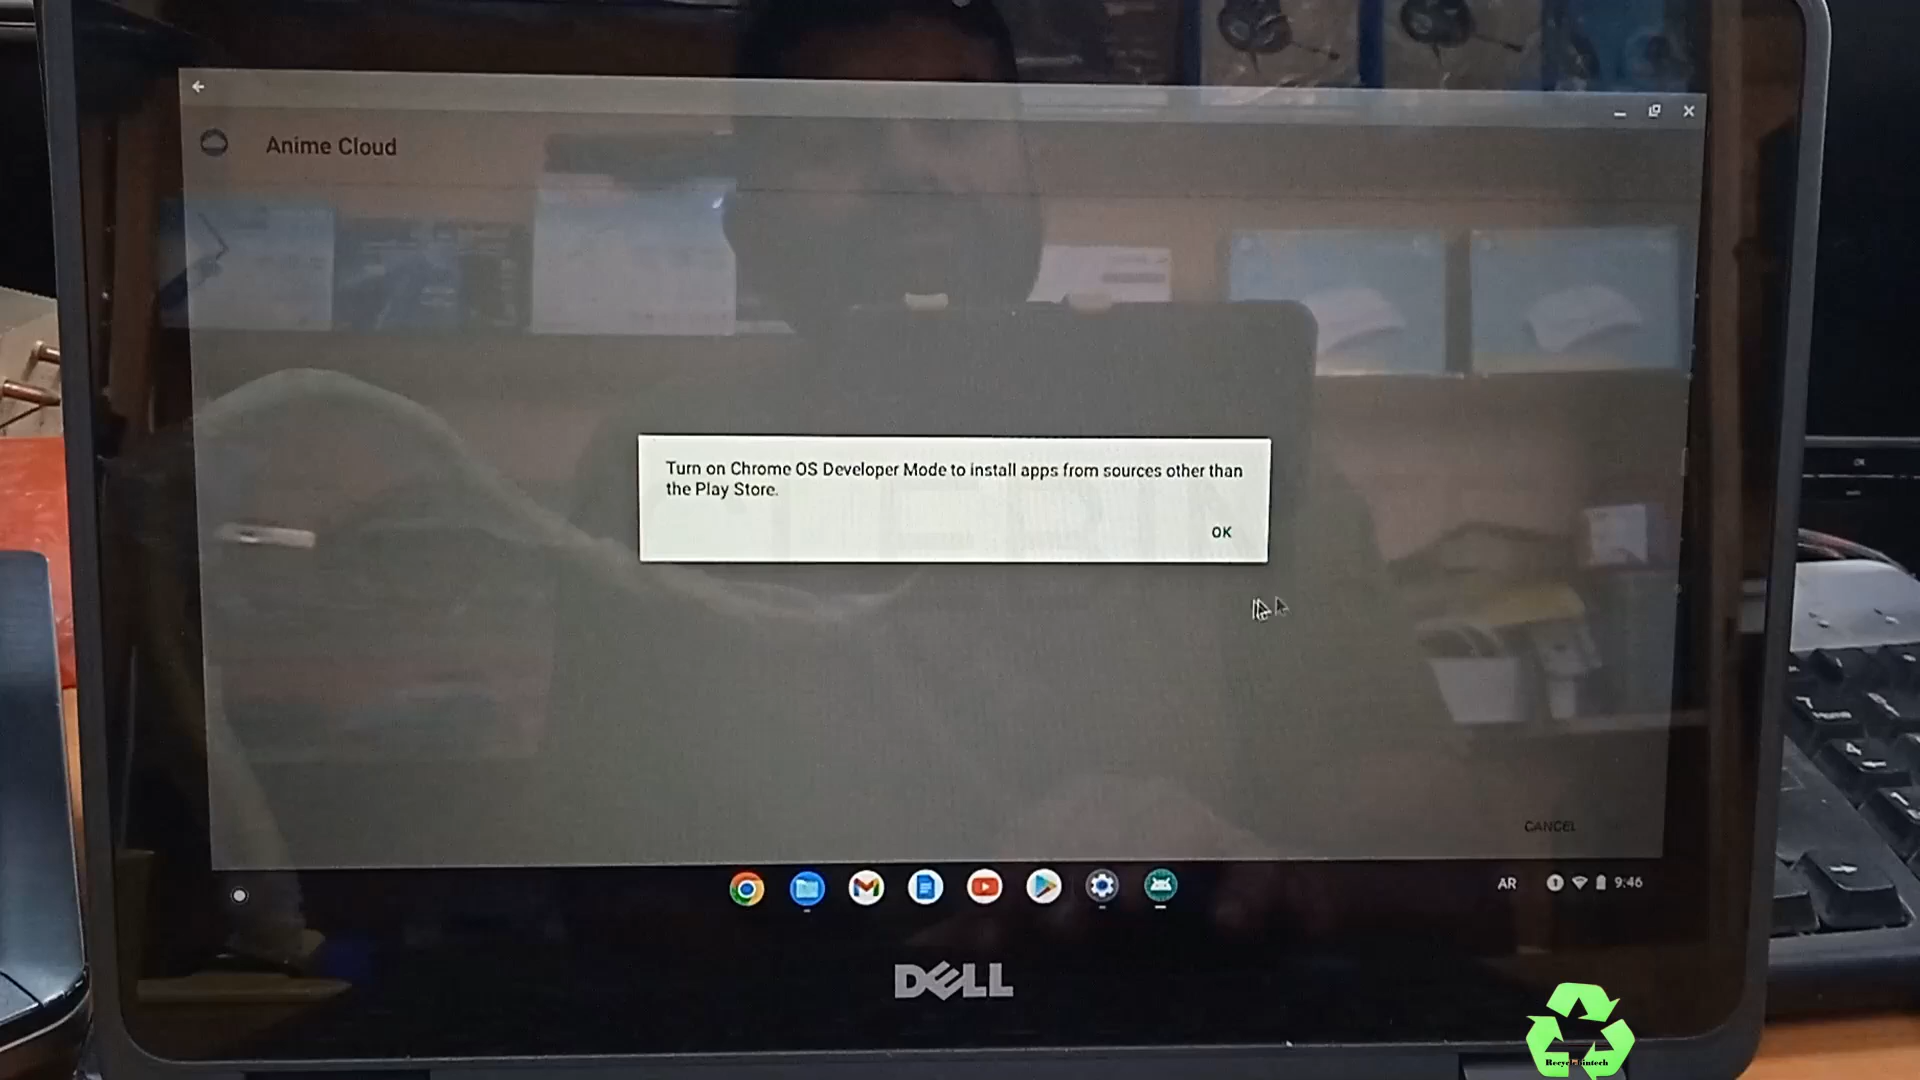 Anime Cloud
Turn on Chrome OS Developer Mode to install apps from sources other than
the Play Store.
OK
CANCEL
AR
9:46
DELL